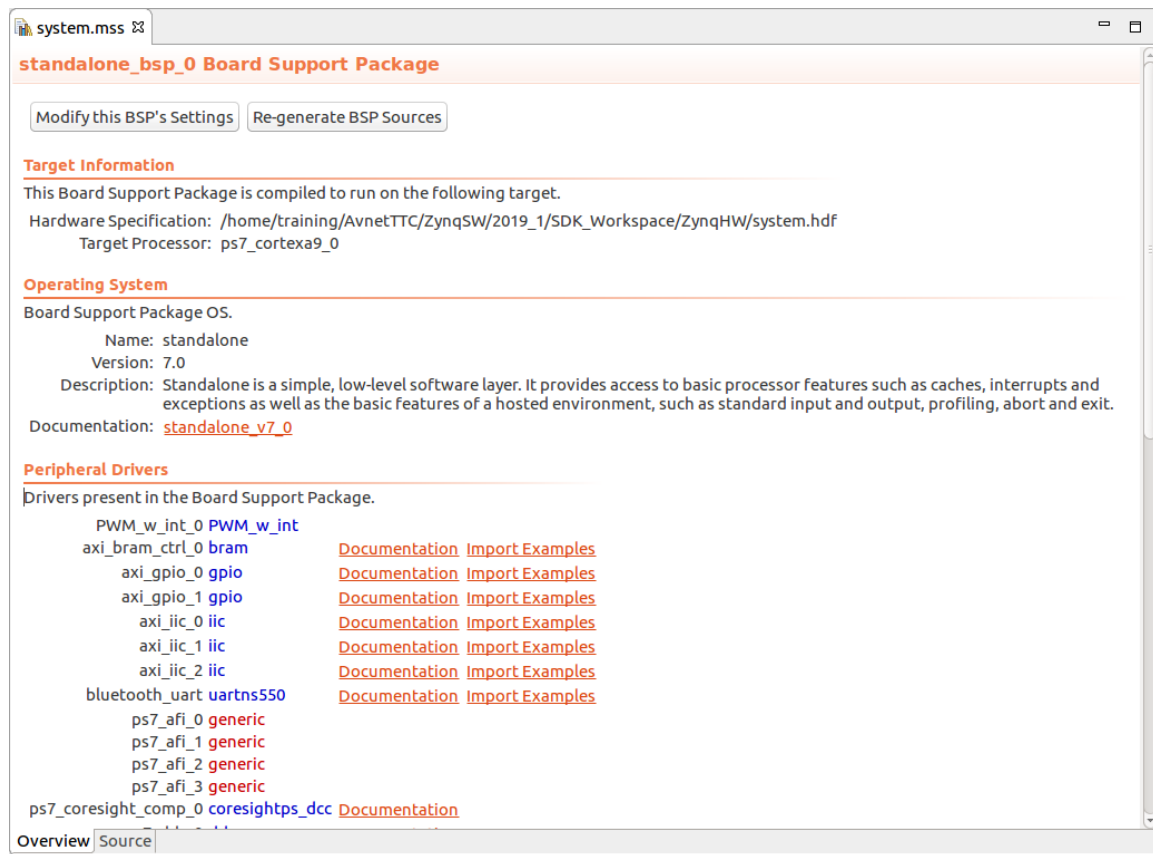 system.mss
standalone_bsp_0 Board Support Package
Modify this BSP's Settings Re-generate BSP Sources
Target Information
This Board Support Package is compiled to run on the following target.
Hardware Specification: /home/training/AvnetTTC/ZynqSW/2019_1/SDK_Workspace/ZynqHW/system.hdf
Target Processor: ps7_cortexa9_0
Operating System
Board Support Package OS.
Name: standalone
Version: 7.0
Description: Standalone is a simple, low-level software layer. It provides access to basic processor features such as caches, interrupts and
exceptions as well as the basic features of a hosted environment, such as standard input and output, profiling, abort and exit.
Documentation: standalone_v7_0
Peripheral Drivers
Drivers present in the Board Support Package.
PWM_w_int_0 PWM_w_int
axi_bram_ctrl_0 bram Documentation Import Examples
axi_gpio_0 gpio Documentation Import Examples
axi_gpio_1 gpio Documentation Import Examples
axi_iic_0 iic Documentation Import Examples
axi_iic_1 iic Documentation Import Examples
axi_iic_2 iic Documentation Import Examples
bluetooth_uart uartns550 Documentation Import Examples
ps7_afi_0 generic
ps7_afi_1 generic
ps7_afi_2 generic
ps7_afi_3 generic
ps7_coresight_comp_0 coresightps_dcc Documentation
Overview Source